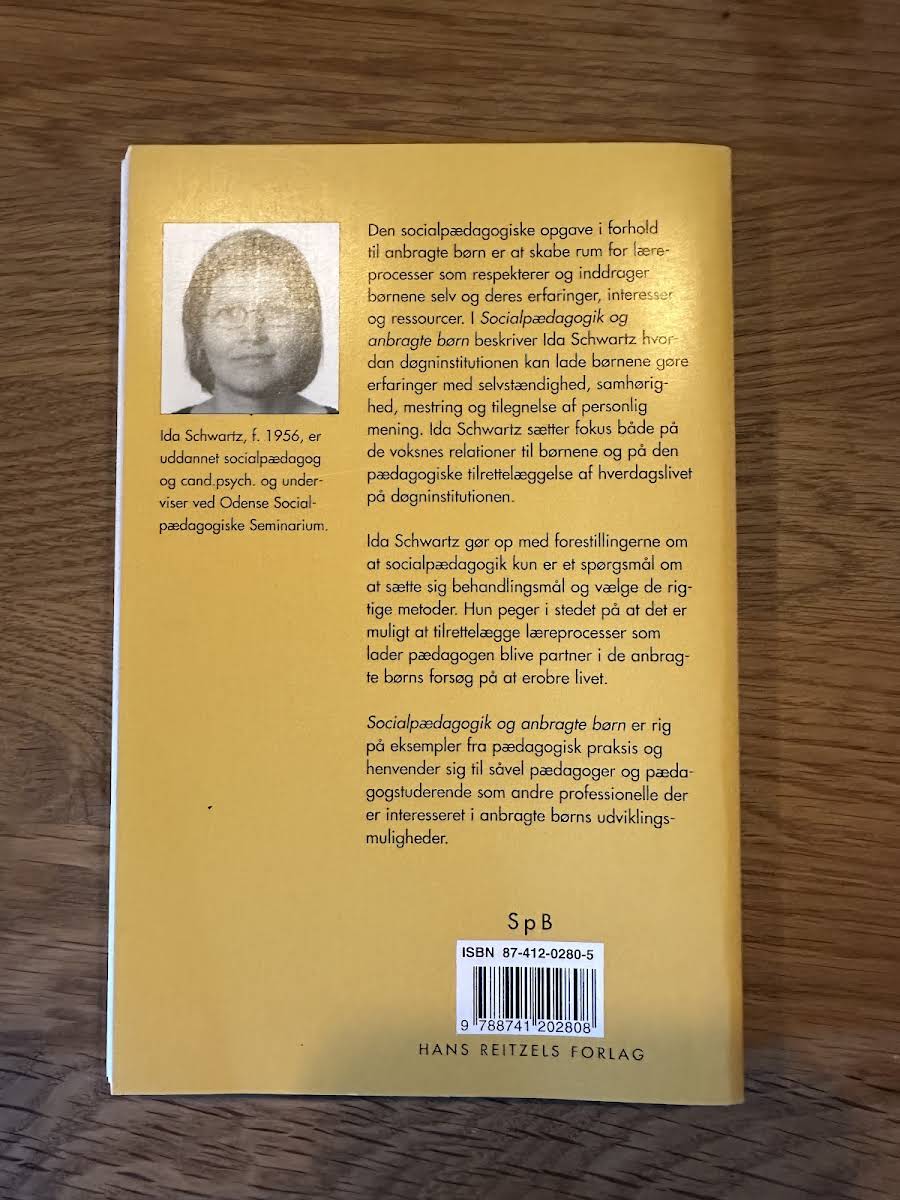 Den socialpædagogiske opgave i forhold
til anbragte børn er at skabe rum for lære-
processer som respekterer og inddrager
børnene selv og deres erfaringer, interesser
og ressourcer. I Socialpædagogik og
anbragte børn beskriver Ida Schwartz hvor-
dan døgninstitutionen kan lade børnene gøre
erfaringer med selvstændighed, samhørig-
hed, mestring og tilegnelse af personlig
mening. Ida Schwartz sætter fokus både på
de voksnes relationer til børnene og på den
pædagogiske tilrettelæggelse af hverdagslivet
på døgninstitutionen.
Ida Schwartz gør op med forestillingerne om
at socialpædagogik kun er et spørgsmål om
at sætte sig behandlingsmål og vælge de rig-
tige metoder. Hun peger i stedet på at det er
muligt at tilrettelægge læreprocesser som
lader pædagogen blive partner i de anbrag-
te børns forsøg på at erobre livet.
Socialpædagogik og anbragte børn er rig
på eksempler fra pædagogisk praksis og
henvender sig til såvel pædagoger og pæda-
gogstuderende som andre professionelle der
er interesseret i anbragte børns udviklings-
muligheder.
Ida Schwartz, f. 1956, er
uddannet socialpædagog
og cand.psych. og under-
viser ved Odense Social-
pædagogiske Seminarium.
SpB
ISBN 87-412-0280-5
9 788741 202808
HANS REITZELS FORLAG